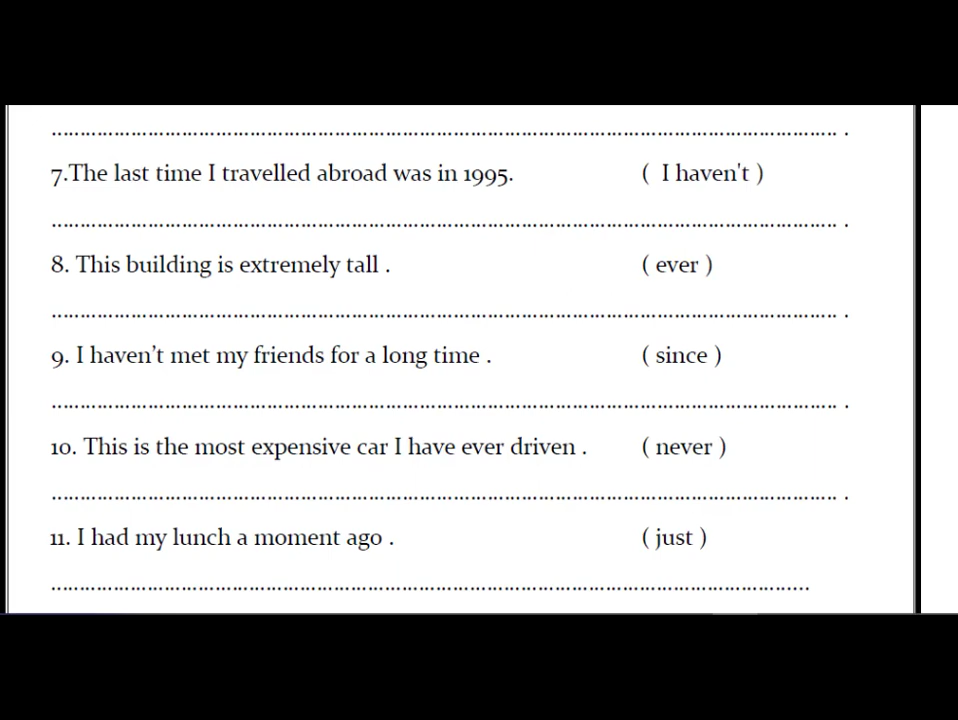 ........................................................................................................................................ .
7.The last time I travelled abroad was in 1995. ( I haven't )
........................................................................................................................................ .
8. This building is extremely tall . ( ever )
........................................................................................................................................ .
9. I haven’t met my friends for a long time . ( since )
........................................................................................................................................ .
10. This is the most expensive car I have ever driven . ( never )
........................................................................................................................................ .
11. I had my lunch a moment ago . ( just )
....................................................................................................................................